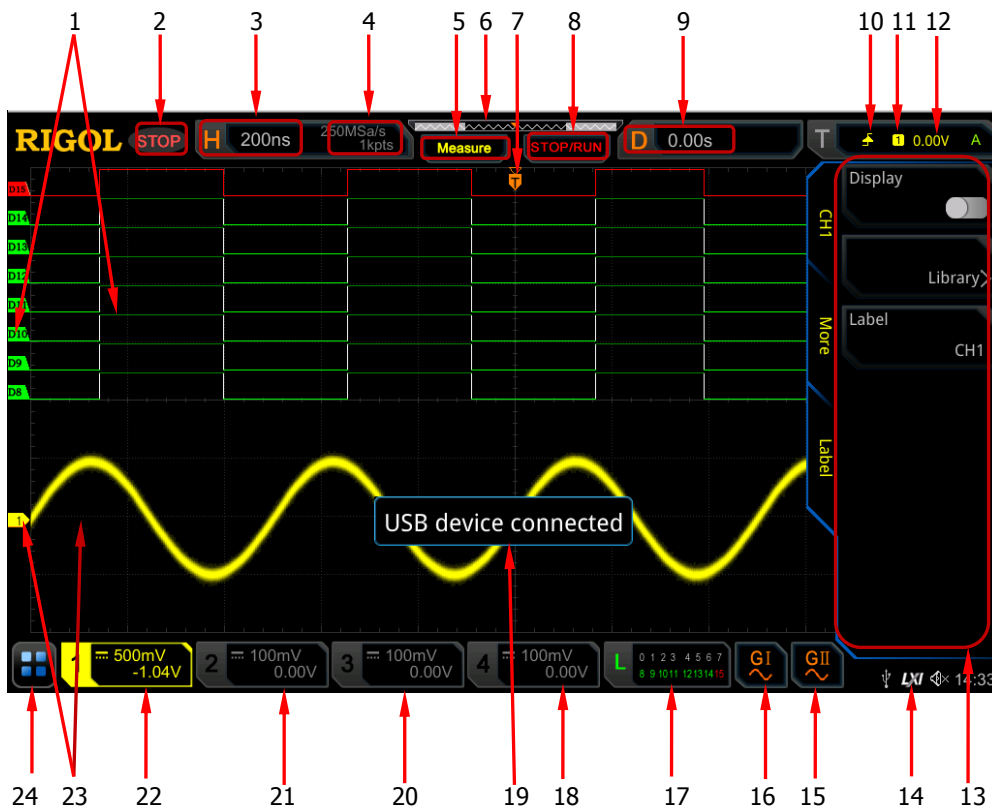 1 2 3 4 5 6 7 8 9 10 11 12
RIGOL STOP H 200ns 250MSa/s 1kpts Measure STOP/RUN D 0.00s T 1 0.00V A
T
D15
D14
D13
D12
D11
D10
D9
D8
CH1
More
Label
Display
Library
Label
CH1
1
USB device connected
1 500mV -1.04V
2 100mV 0.00V
3 100mV 0.00V
4 100mV 0.00V
L 0 1 2 3 4 5 6 7
8 9 10 11 12 13 14 15
GI
GII
LXI 14:33
24 23 22 21 20 19 18 17 16 15 14 13